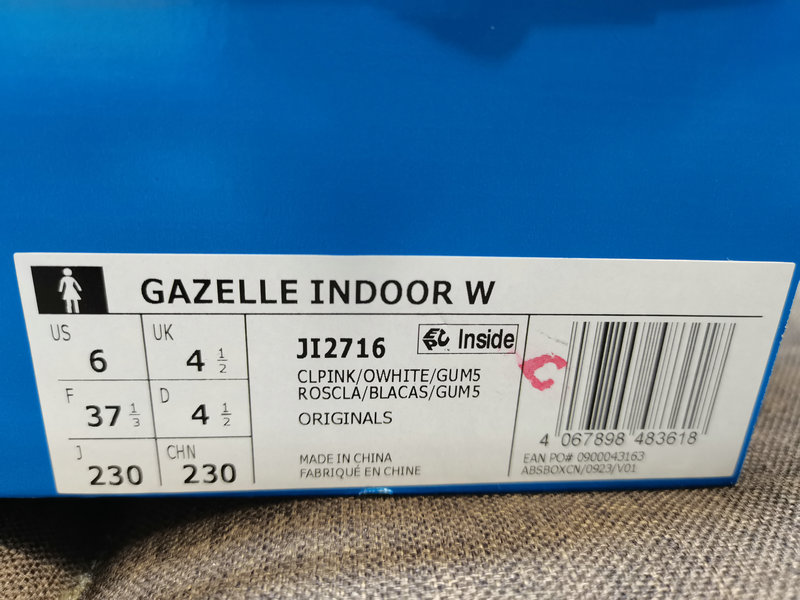 GAZELLE INDOOR W
US 6
UK 4 1/2
F 37 1/3
D 4 1/2
J 230
CHN 230
JI2716
Inside
CLPINK/OWHITE/GUM5
ROSCLA/BLACAS/GUM5
ORIGINALS
MADE IN CHINA
FABRIQUÉ EN CHINE
4 067898 483618
EAN PO# 0900043163
ABSBOXCN/0923/V01